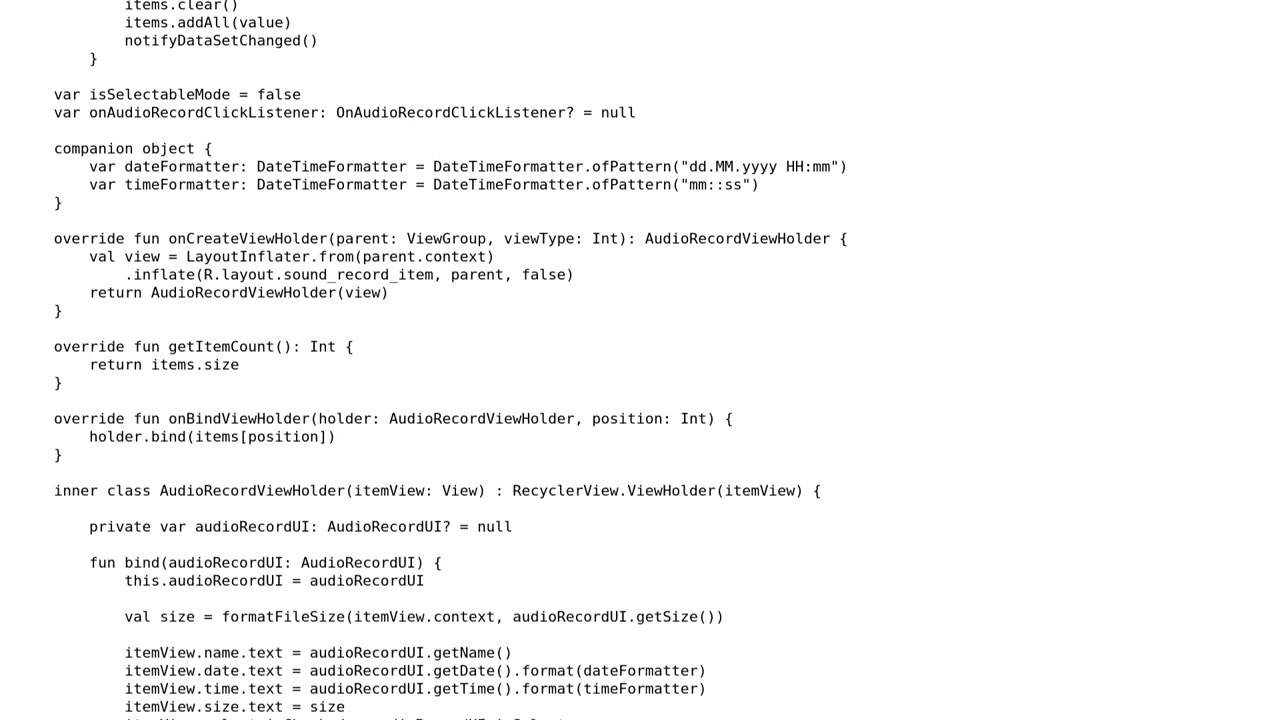 items.clear()
items.addAll(value)
notifyDataSetChanged()
}
var isSelectableMode = false
var onAudioRecordClickListener: OnAudioRecordClickListener? = null
companion object {
var dateFormatter: DateTimeFormatter = DateTimeFormatter.ofPattern("dd.MM.yyyy HH:mm")
var timeFormatter: DateTimeFormatter = DateTimeFormatter.ofPattern("mm::ss")
}
override fun onCreateViewHolder(parent: ViewGroup, viewType: Int): AudioRecordViewHolder {
val view = LayoutInflater.from(parent.context)
.inflate(R.layout.sound_record_item, parent, false)
return AudioRecordViewHolder(view)
}
override fun getItemCount(): Int {
return items.size
}
override fun onBindViewHolder(holder: AudioRecordViewHolder, position: Int) {
holder.bind(items[position])
}
inner class AudioRecordViewHolder(itemView: View) : RecyclerView.ViewHolder(itemView) {
private var audioRecordUI: AudioRecordUI? = null
fun bind(audioRecordUI: AudioRecordUI) {
this.audioRecordUI = audioRecordUI
val size = formatFileSize(itemView.context, audioRecordUI.getSize())
itemView.name.text = audioRecordUI.getName()
itemView.date.text = audioRecordUI.getDate().format(dateFormatter)
itemView.time.text = audioRecordUI.getTime().format(timeFormatter)
itemView.size.text = size